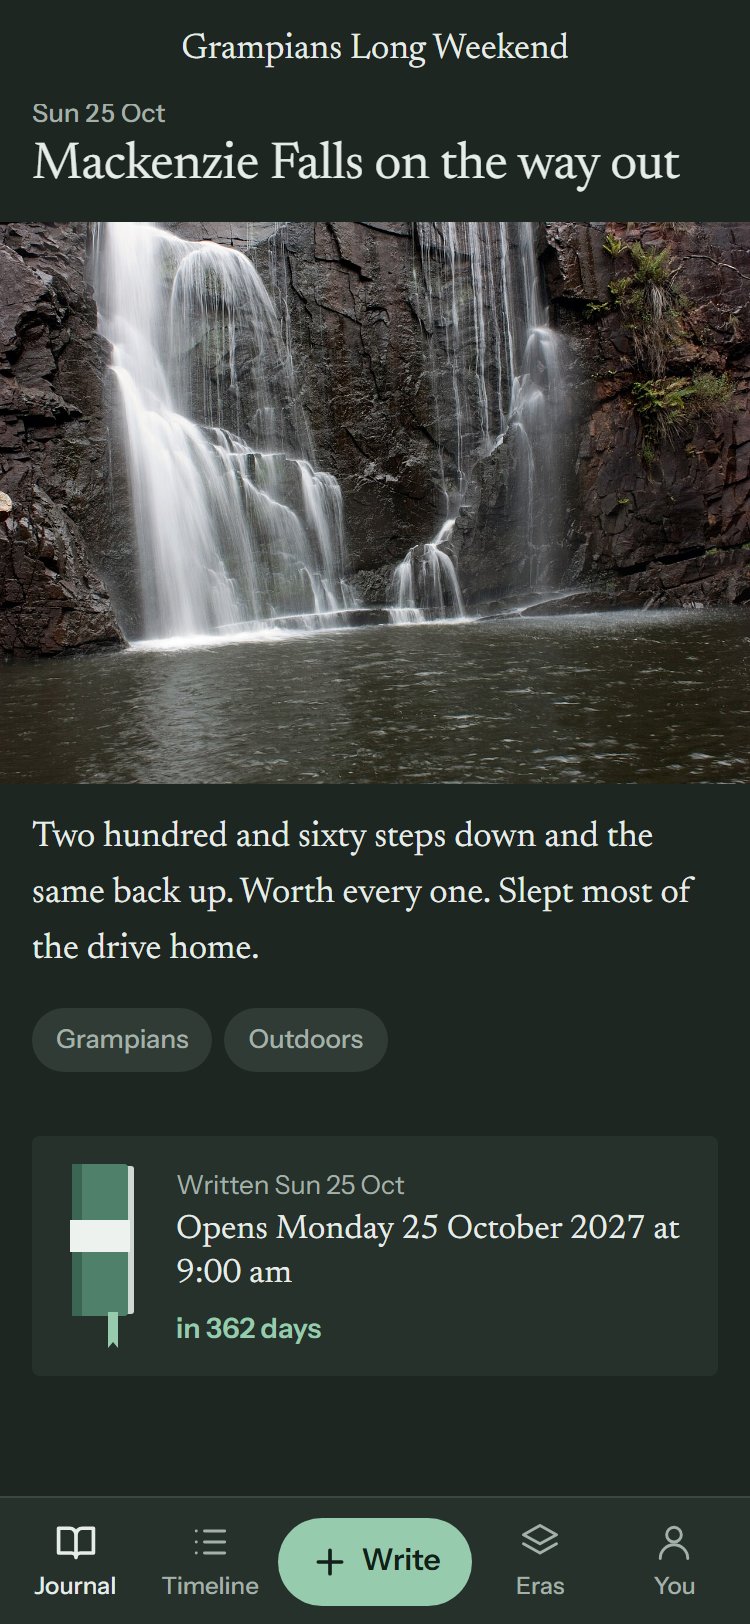 Grampians Long Weekend
Sun 25 Oct
Mackenzie Falls on the way out
Two hundred and sixty steps down and the
same back up. Worth every one. Slept most of
the drive home.
Grampians
Outdoors
Written Sun 25 Oct
Opens Monday 25 October 2027 at
9:00 am
in 362 days
Journal
Timeline
Write
Eras
You